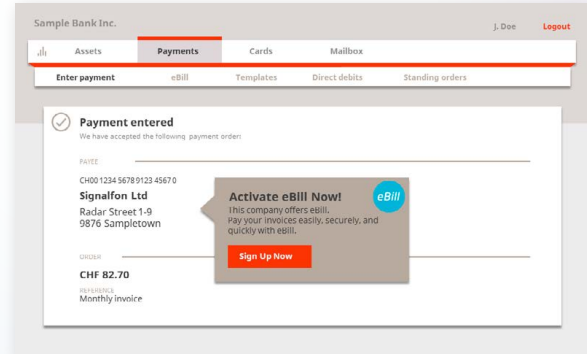 Sample Bank Inc.
J. Doe Logout
Assets Payments Cards Mailbox
Enter payment eBill Templates Direct debits Standing orders
Payment entered
We have accepted the following payment order:
PAYEE
CH00 1234 5678 9123 4567 0
Signalfon Ltd
Radar Street 1-9
9876 Sampletown
Activate eBill Now!
eBill
This company offers eBill.
Pay your invoices easily, securely, and
quickly with eBill.
Sign Up Now
ORDER
CHF 82.70
REFERENCE
Monthly invoice